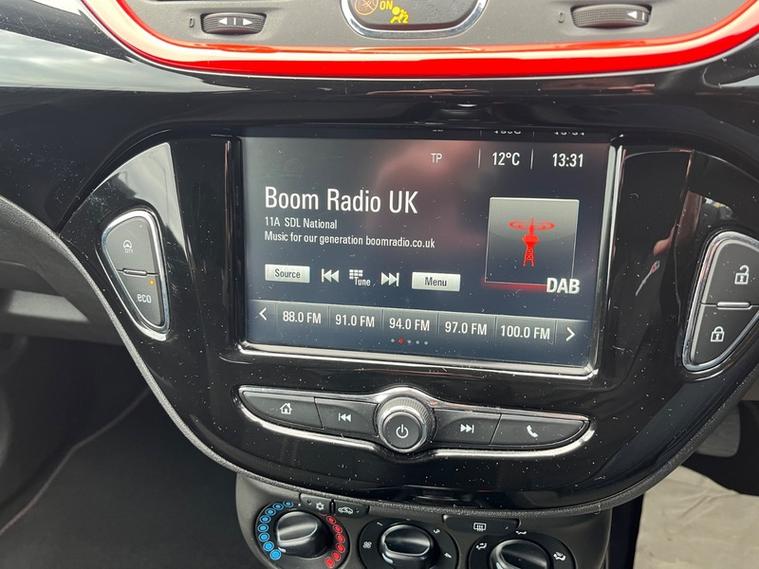 ON
TP 12°C 13:31
Boom Radio UK
11A SDL National
Music for our generation boomradio.co.uk
DAB
Source Tune Menu
88.0 FM 91.0 FM 94.0 FM 97.0 FM 100.0 FM
eco